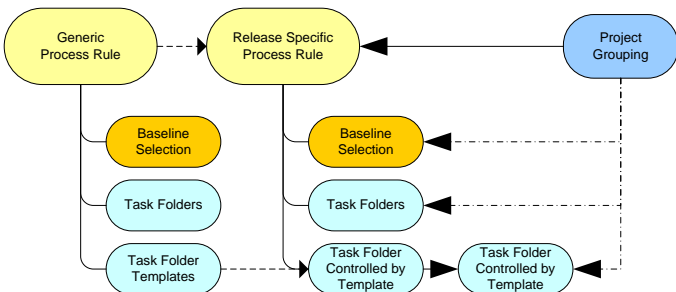 Generic
Process Rule
Release Specific
Process Rule
Project
Grouping
Baseline
Selection
Baseline
Selection
Task Folders
Task Folders
Task Folder
Templates
Task Folder
Controlled by
Template
Task Folder
Controlled by
Template